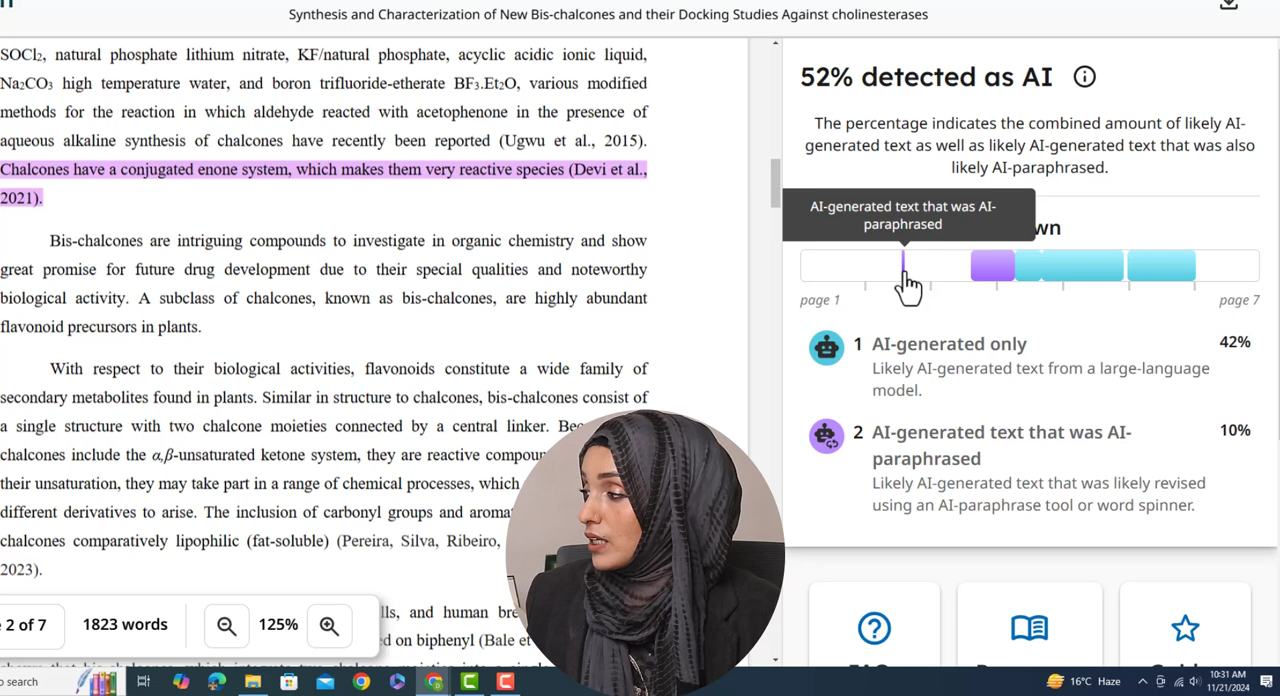 Synthesis and Characterization of New Bis-chalcones and their Docking Studies Against cholinesterases
SOCl₂, natural phosphate lithium nitrate, KF/natural phosphate, acyclic acidic ionic liquid,
Na₂CO₃ high temperature water, and boron trifluoride-etherate BF₃.Et₂O, various modified
methods for the reaction in which aldehyde reacted with acetophenone in the presence of
aqueous alkaline synthesis of chalcones have recently been reported (Ugwu et al., 2015).
Chalcones have a conjugated enone system, which makes them very reactive species (Devi et al.,
2021).
Bis-chalcones are intriguing compounds to investigate in organic chemistry and show
great promise for future drug development due to their special qualities and noteworthy
biological activity. A subclass of chalcones, known as bis-chalcones, are highly abundant
flavonoid precursors in plants.
With respect to their biological activities, flavonoids constitute a wide family of
secondary metabolites found in plants. Similar in structure to chalcones, bis-chalcones consist of
a single structure with two chalcone moieties connected by a central linker.
chalcones include the α,β-unsaturated ketone system, they are reactive
their unsaturation, they may take part in a range of chemical processes, which
different derivatives to arise. The inclusion of carbonyl groups and
chalcones comparatively lipophilic (fat-soluble) (Pereira, Silva, Ribeiro,
2023).
lls, and human
d on biphenyl (Bale et
2 of 7
1823 words
125%
52% detected as AI
The percentage indicates the combined amount of likely AI-
generated text as well as likely AI-generated text that was also
likely AI-paraphrased.
AI-generated text that was AI-
paraphrased
wn
page 1
page 7
1 AI-generated only 42%
Likely AI-generated text from a large-language
model.
2 AI-generated text that was AI- 10%
paraphrased
Likely AI-generated text that was likely revised
using an AI-paraphrase tool or word spinner.
search
16°C Haze
10:31 AM
11/21/2024